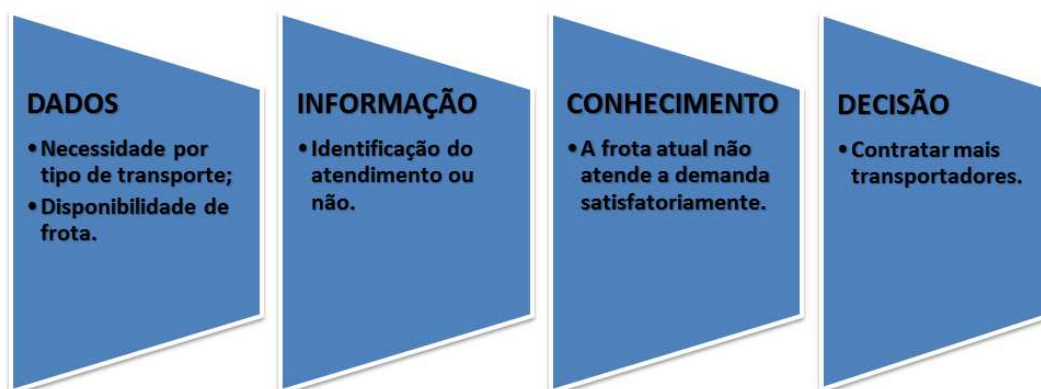 DADOS
• Necessidade por
tipo de transporte;
• Disponibilidade de
frota.
INFORMAÇÃO
• Identificação do
atendimento ou
não.
CONHECIMENTO
• A frota atual não
atende a demanda
satisfatoriamente.
DECISÃO
• Contratar mais
transportadores.